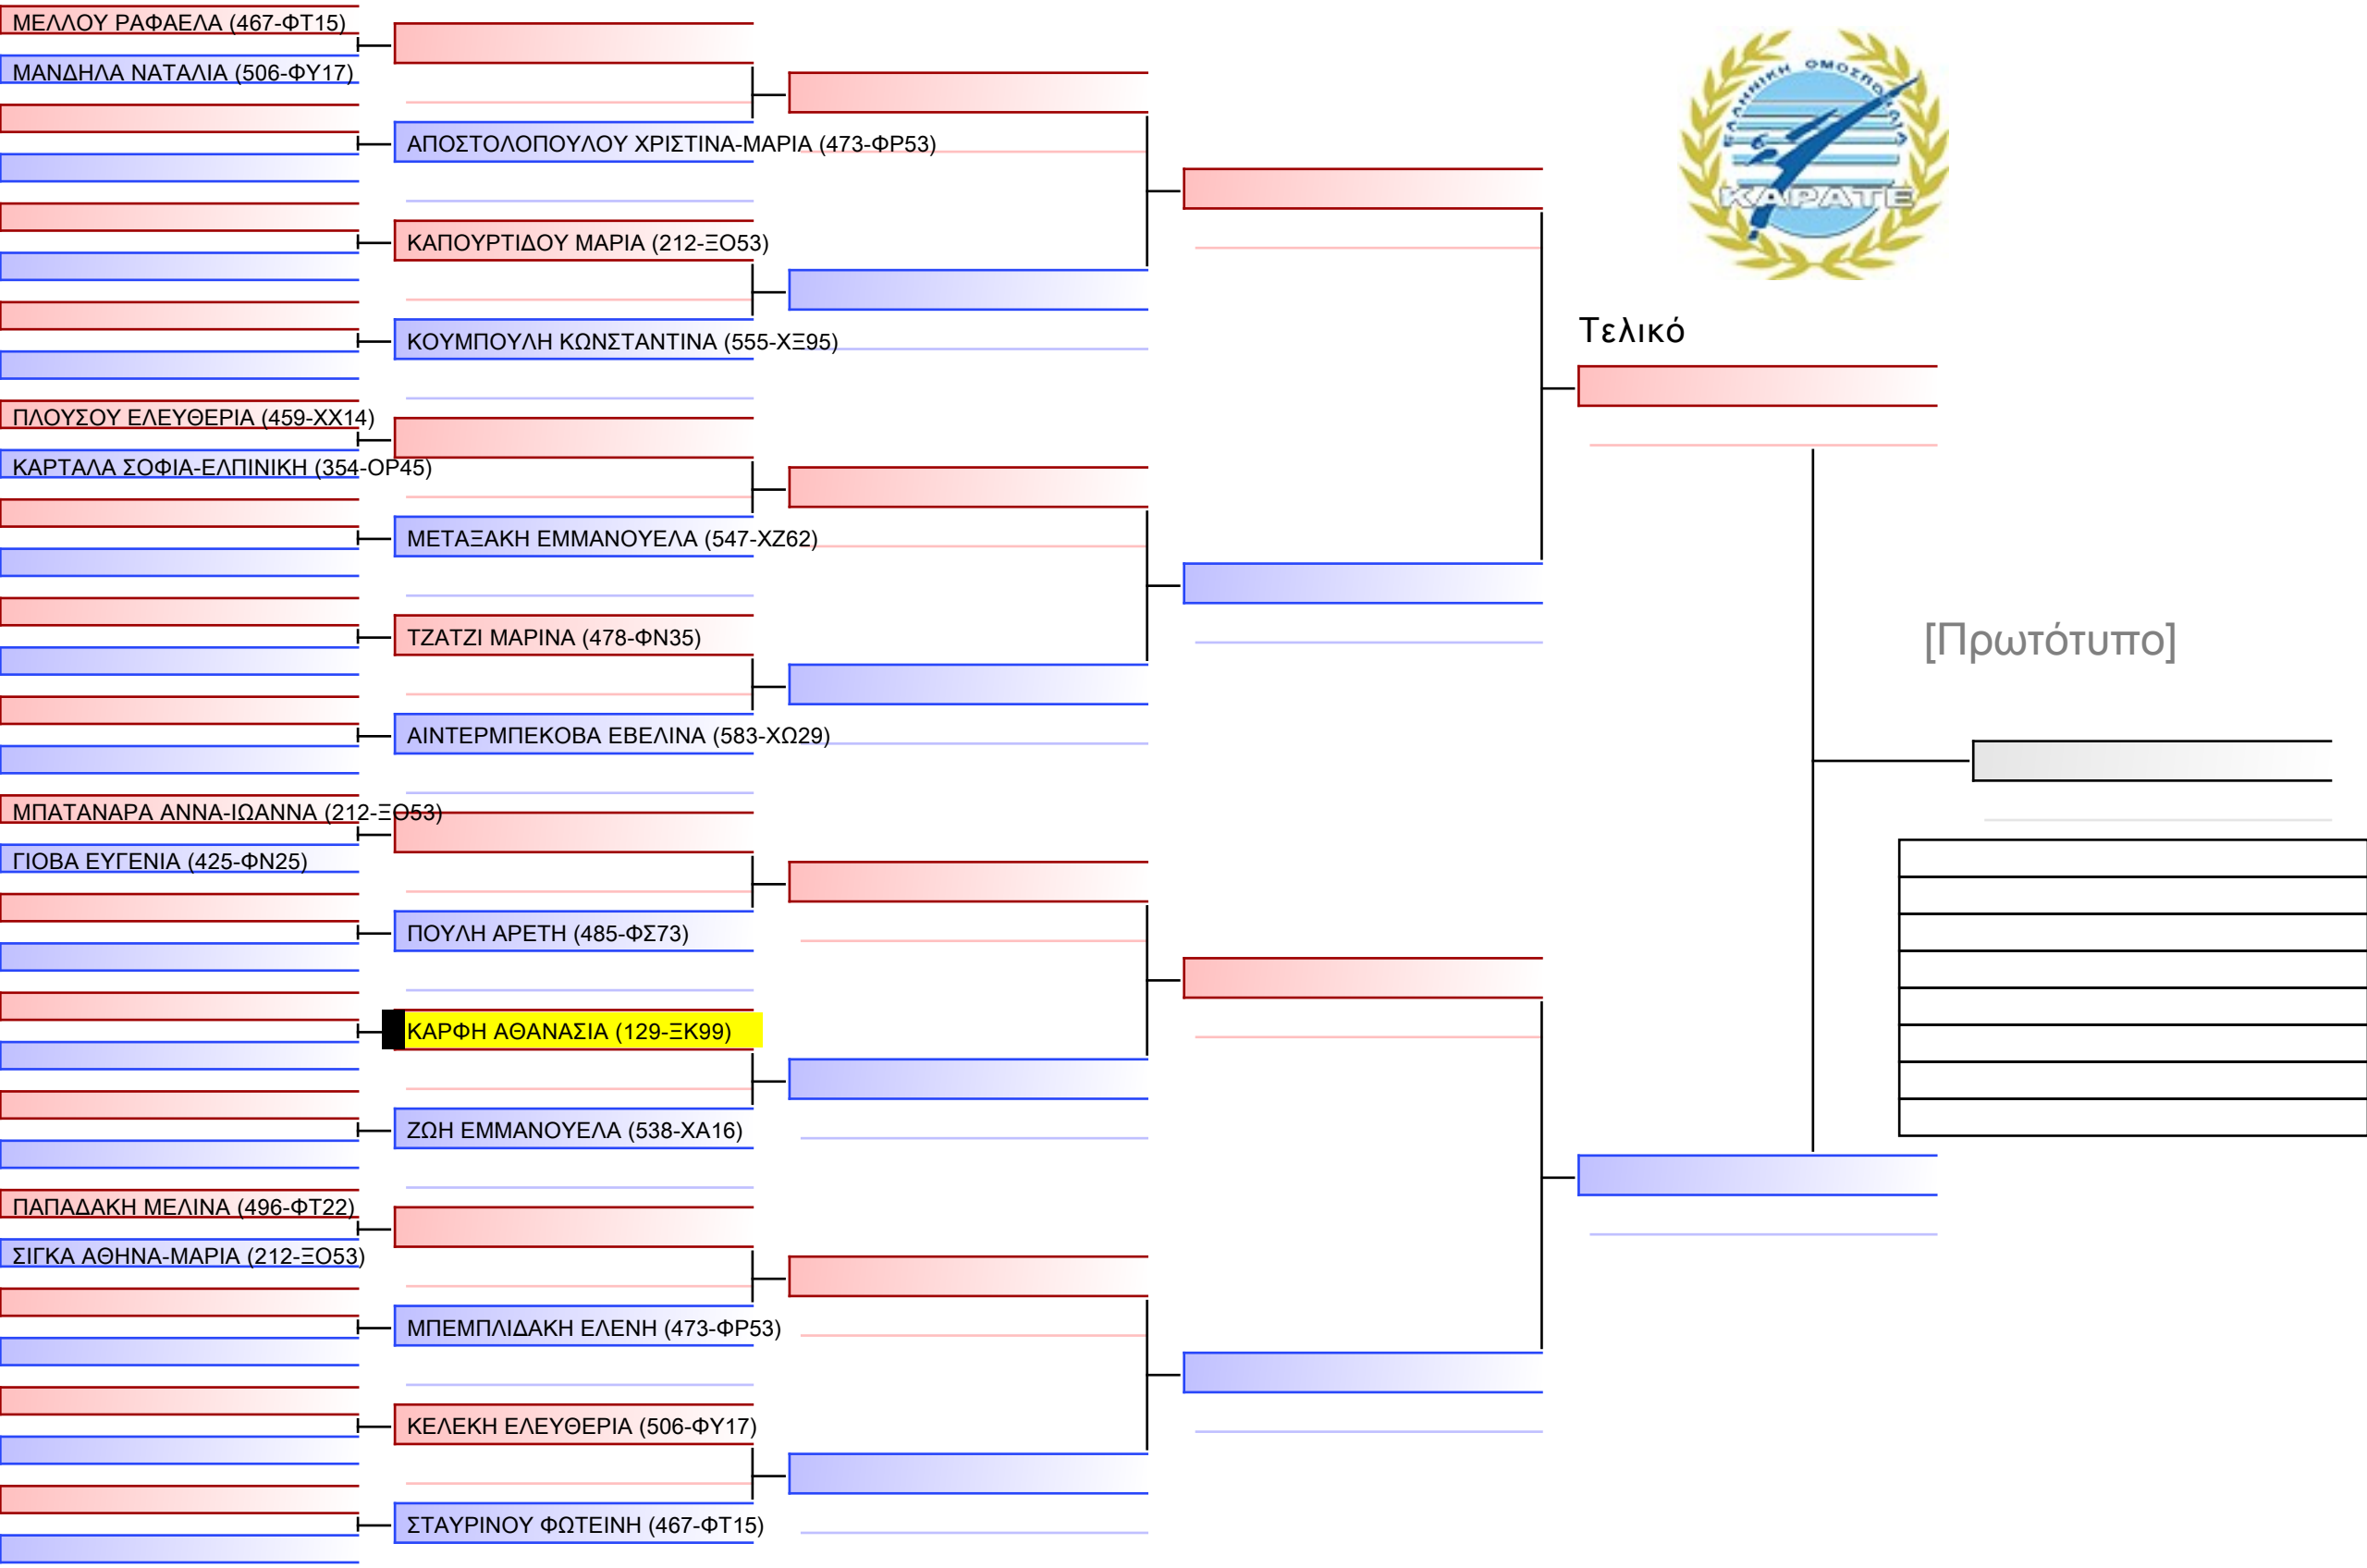 ΜΕΛΛΟΥ ΡΑΦΑΕΛΑ (467-ΦΤ15)
ΜΑΝΔΗΛΑ ΝΑΤΑΛΙΑ (506-ΦΥ17)
ΑΠΟΣΤΟΛΟΠΟΥΛΟΥ ΧΡΙΣΤΙΝΑ-ΜΑΡΙΑ (473-ΦΡ53)
ΚΑΠΟΥΡΤΙΔΟΥ ΜΑΡΙΑ (212-ΞΟ53)
ΚΟΥΜΠΟΥΛΗ ΚΩΝΣΤΑΝΤΙΝΑ (555-ΧΞ95)
ΠΛΟΥΣΟΥ ΕΛΕΥΘΕΡΙΑ (459-ΧΧ14)
ΚΑΡΤΑΛΑ ΣΟΦΙΑ-ΕΛΠΙΝΙΚΗ (354-ΟΡ45)
ΜΕΤΑΞΑΚΗ ΕΜΜΑΝΟΥΕΛΑ (547-ΧΖ62)
ΤΖΑΤΖΙ ΜΑΡΙΝΑ (478-ΦΝ35)
ΑΙΝΤΕΡΜΠΕΚΟΒΑ ΕΒΕΛΙΝΑ (583-ΧΩ29)
ΜΠΑΤΑΝΑΡΑ ΑΝΝΑ-ΙΩΑΝΝΑ (212-ΞΟ53)
ΓΙΟΒΑ ΕΥΓΕΝΙΑ (425-ΦΝ25)
ΠΟΥΛΗ ΑΡΕΤΗ (485-ΦΣ73)
ΚΑΡΦΗ ΑΘΑΝΑΣΙΑ (129-ΞΚ99)
ΖΩΗ ΕΜΜΑΝΟΥΕΛΑ (538-ΧΑ16)
ΠΑΠΑΔΑΚΗ ΜΕΛΙΝΑ (496-ΦΤ22)
ΣΙΓΚΑ ΑΘΗΝΑ-ΜΑΡΙΑ (212-ΞΟ53)
ΜΠΕΜΠΛΙΔΑΚΗ ΕΛΕΝΗ (473-ΦΡ53)
ΚΕΛΕΚΗ ΕΛΕΥΘΕΡΙΑ (506-ΦΥ17)
ΣΤΑΥΡΙΝΟΥ ΦΩΤΕΙΝΗ (467-ΦΤ15)
ΕΛΛΗΝΙΚΗ ΟΜΟΣΠΟΝΔΙΑ
ΚΑΡΑΤΕ
Τελικό
[Πρωτότυπο]